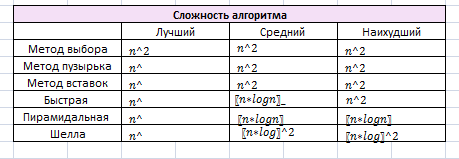 Сложность алгоритма
Лучший Средний Наихудший
Метод выбора n^2 n^2 n^2
Метод пузырька n^ n^2 n^2
Метод вставок n^ n^2 n^2
Быстрая n^ 〖n*logn〗_ n^2
Пирамидальная n^ 〖n*logn〗 〖n*logn〗
Шелла n^ 〖n*log〗^2 〖n*log〗^2